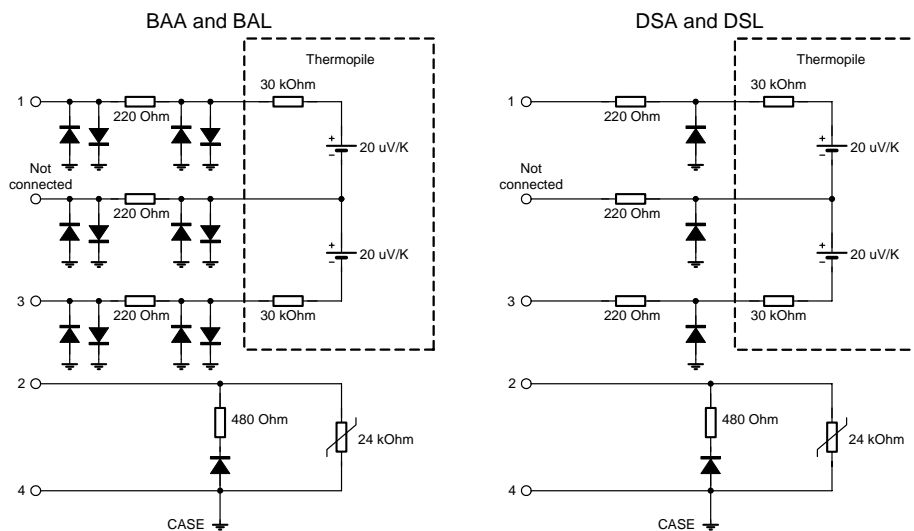 BAA and BAL
Thermopile
30 kOhm
1
220 Ohm
+
−
20 uV/K
Not
connected
220 Ohm
+
−
20 uV/K
3
220 Ohm
30 kOhm
2
480 Ohm
24 kOhm
4
CASE
DSA and DSL
Thermopile
30 kOhm
1
220 Ohm
+
−
20 uV/K
Not
connected
220 Ohm
+
−
20 uV/K
3
220 Ohm
30 kOhm
2
480 Ohm
24 kOhm
4
CASE